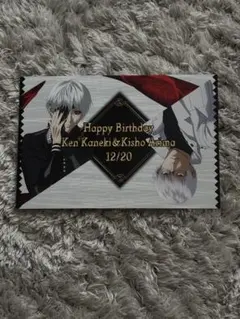 Happy Birthday
Ken Kaneki & Kisho Arima
12/20